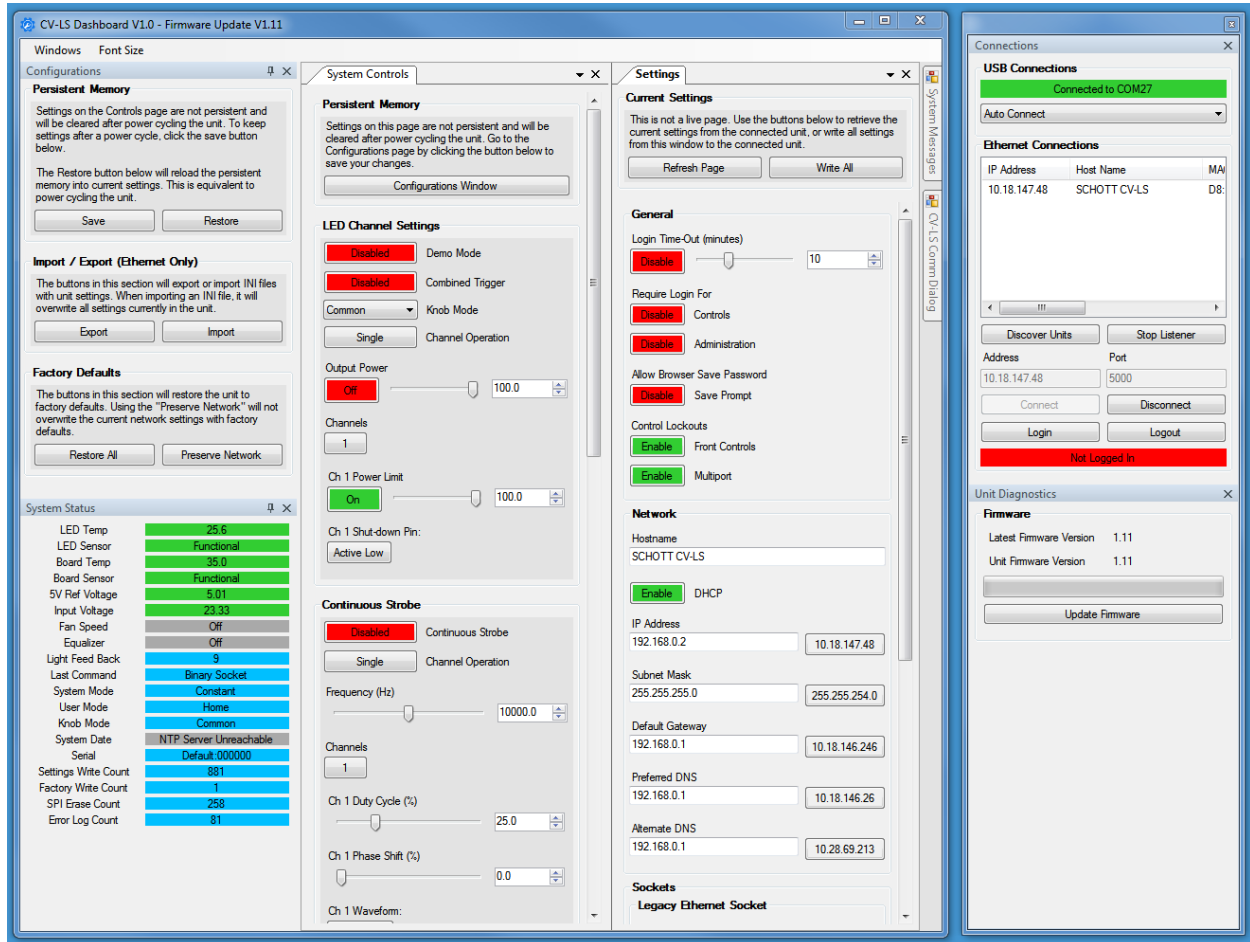 CV-LS Dashboard V1.0 - Firmware Update V1.11
Windows Font Size
Configurations
Persistent Memory
Settings on the Controls page are not persistent and
will be cleared after power cycling the unit. To keep
settings after a power cycle, click the save button
below.
The Restore button below will reload the persistent
memory into current settings. This is equivalent to
power cycling the unit.
Save Restore
Import / Export (Ethernet Only)
The buttons in this section will export or import INI files
with unit settings. When importing an INI file, it will
overwrite all settings currently in the unit.
Export Import
Factory Defaults
The buttons in this section will restore the unit to
factory defaults. Using the "Preserve Network" will not
overwrite the current network settings with factory
defaults.
Restore All Preserve Network
System Status
LED Temp 25.6
LED Sensor Functional
Board Temp 35.0
Board Sensor Functional
5V Ref Voltage 5.01
Input Voltage 23.33
Fan Speed Off
Equalizer Off
Light Feed Back 9
Last Command Binary Socket
System Mode Constant
User Mode Home
Knob Mode Common
System Date NTP Server Unreachable
Serial Default:000000
Settings Write Count 881
Factory Write Count 1
SPI Erase Count 258
Error Log Count 81
System Controls
Persistent Memory
Settings on this page are not persistent and will be
cleared after power cycling the unit. Go to the
Configurations page by clicking the button below to
save your changes.
Configurations Window
LED Channel Settings
Disabled Demo Mode
Disabled Combined Trigger
Common Knob Mode
Single Channel Operation
Output Power
Off 100.0
Channels
1
Ch 1 Power Limit
On 100.0
Ch 1 Shut-down Pin:
Active Low
Continuous Strobe
Disabled Continuous Strobe
Single Channel Operation
Frequency (Hz)
10000.0
Channels
1
Ch 1 Duty Cycle (%)
25.0
Ch 1 Phase Shift (%)
0.0
Ch 1 Waveform:
Settings
Current Settings
This is not a live page. Use the buttons below to retrieve the
current settings from the connected unit, or write all settings
from this window to the connected unit.
Refresh Page Write All
General
Login Time-Out (minutes)
Disable 10
Require Login For
Disable Controls
Disable Administration
Allow Browser Save Password
Disable Save Prompt
Control Lockouts
Enable Front Controls
Enable Multiport
Network
Hostname
SCHOTT CV-LS
Enable DHCP
IP Address
192.168.0.2 10.18.147.48
Subnet Mask
255.255.255.0 255.255.254.0
Default Gateway
192.168.0.1 10.18.146.246
Preferred DNS
192.168.0.1 10.18.146.26
Alternate DNS
192.168.0.1 10.28.69.213
Sockets
Legacy Ethernet Socket
System Messages
CV-LS Comm Dialog
Connections
USB Connections
Connected to COM27
Auto Connect
Ethernet Connections
IP Address Host Name MA
10.18.147.48 SCHOTT CV-LS D8:
Discover Units Stop Listener
Address Port
10.18.147.48 5000
Connect Disconnect
Login Logout
Not Logged In
Unit Diagnostics
Firmware
Latest Firmware Version 1.11
Unit Firmware Version 1.11
Update Firmware